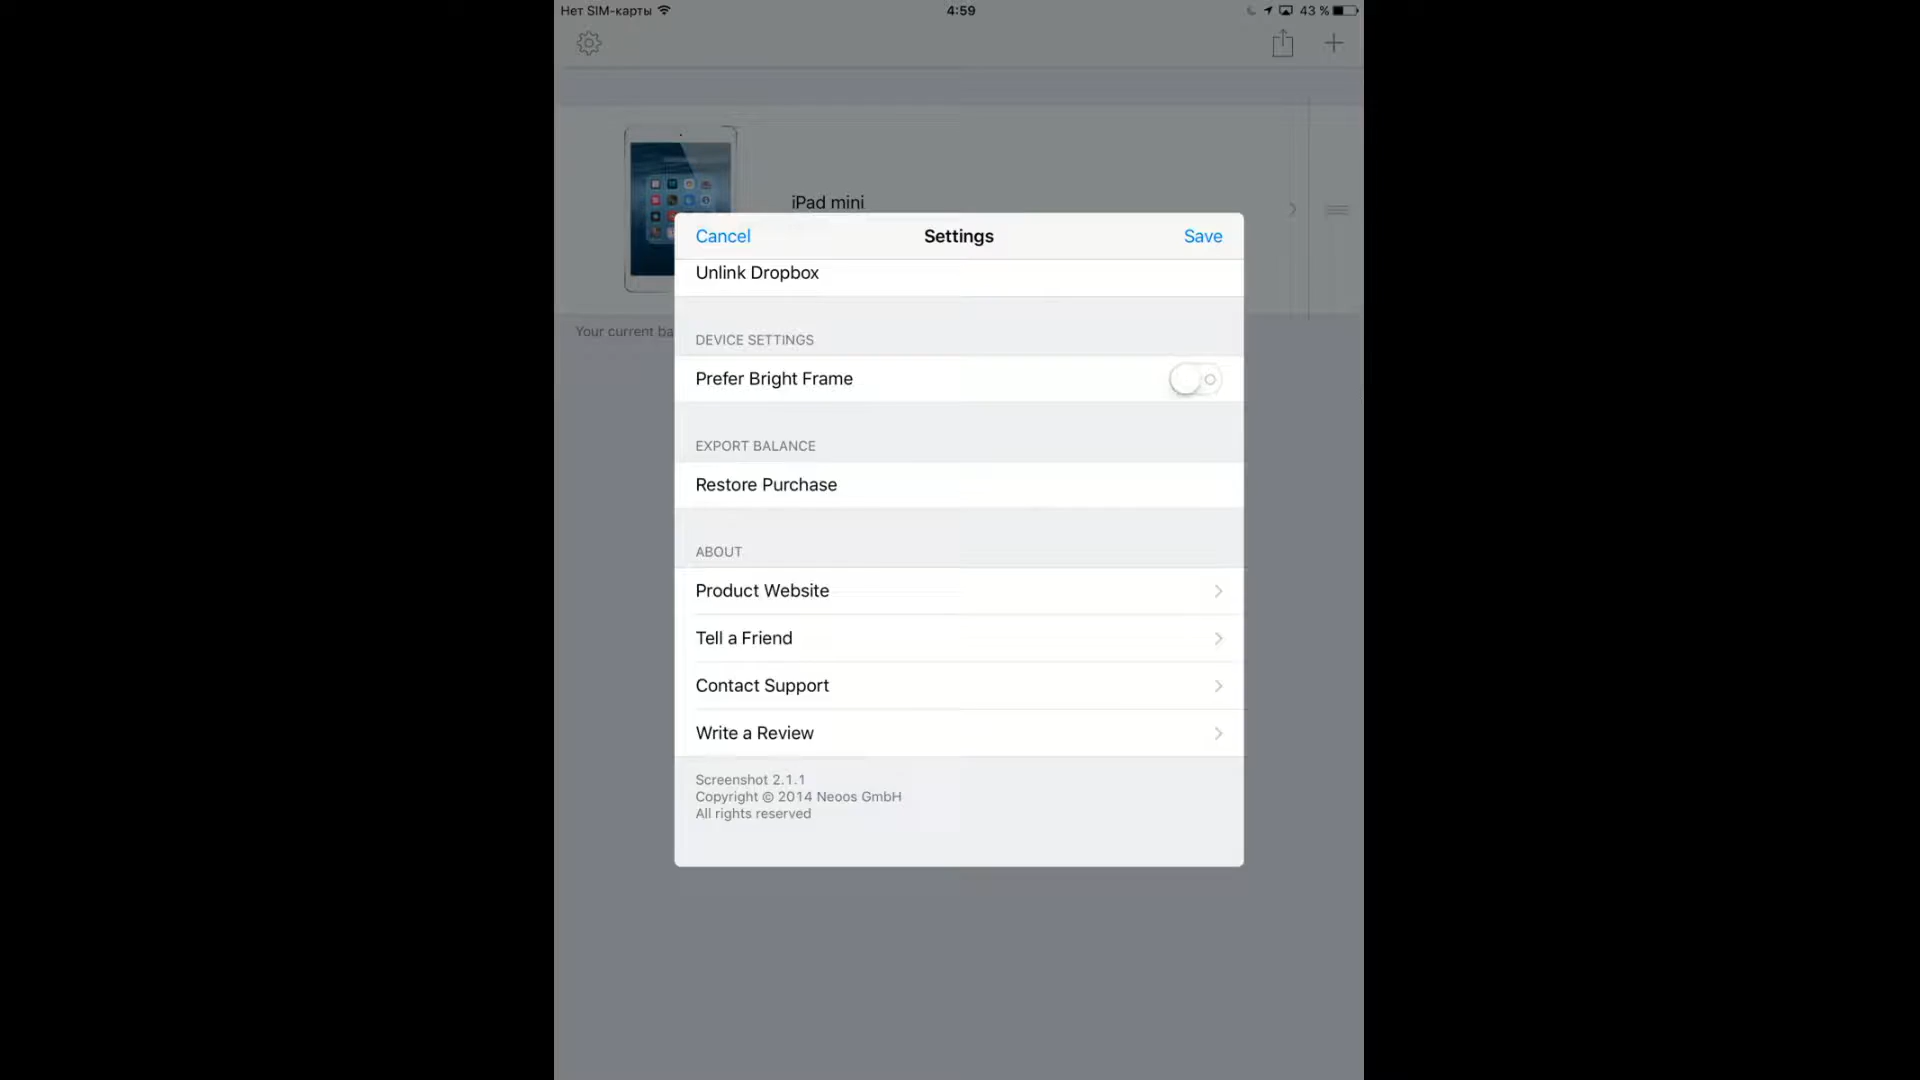 Нет SIM-карты
4:59
43 %
iPad mini
Your current ba
Cancel
Settings
Save
Unlink Dropbox
DEVICE SETTINGS
Prefer Bright Frame
EXPORT BALANCE
Restore Purchase
ABOUT
Product Website
Tell a Friend
Contact Support
Write a Review
Screenshot 2.1.1
Copyright © 2014 Neoos GmbH
All rights reserved